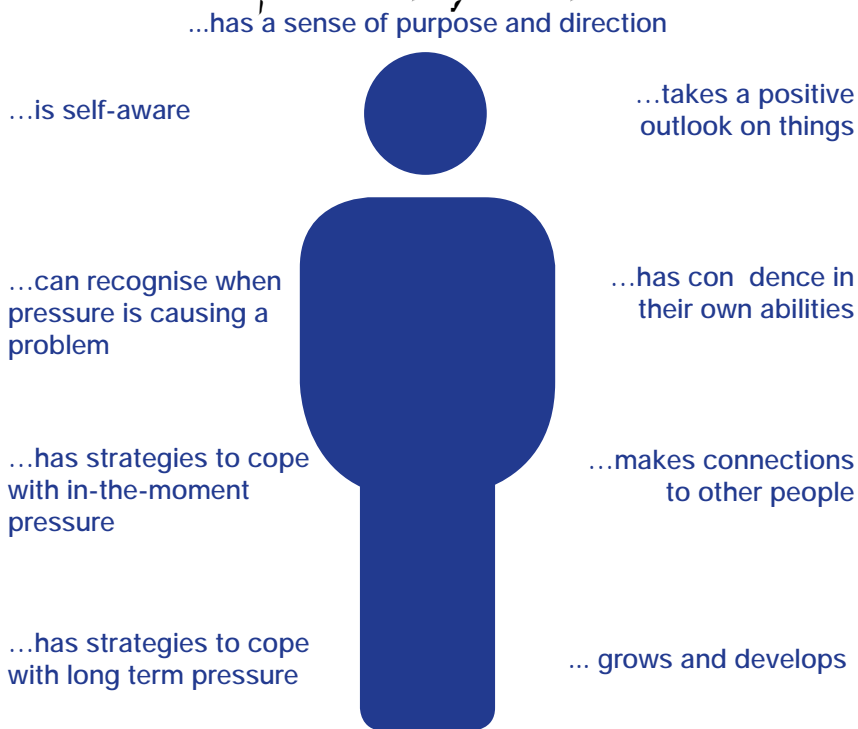 ...has a sense of purpose and direction
…is self-aware
…takes a positive
outlook on things
…can recognise when
pressure is causing a
problem
…has con dence in
their own abilities
…has strategies to cope
with in-the-moment
pressure
…makes connections
to other people
…has strategies to cope
with long term pressure
... grows and develops